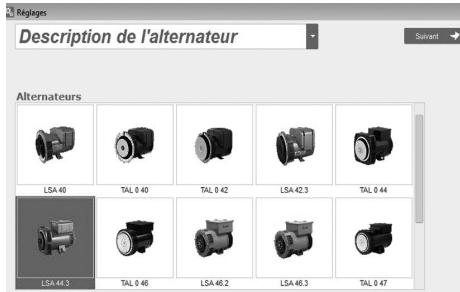 Réglages
Description de l'alternateur
Suivant
Alternateurs
LSA 40
TAL 0 40
TAL 0 42
LSA 42.3
TAL 0 44
LSA 44.3
TAL 0 46
LSA 46.2
LSA 46.3
TAL 0 47